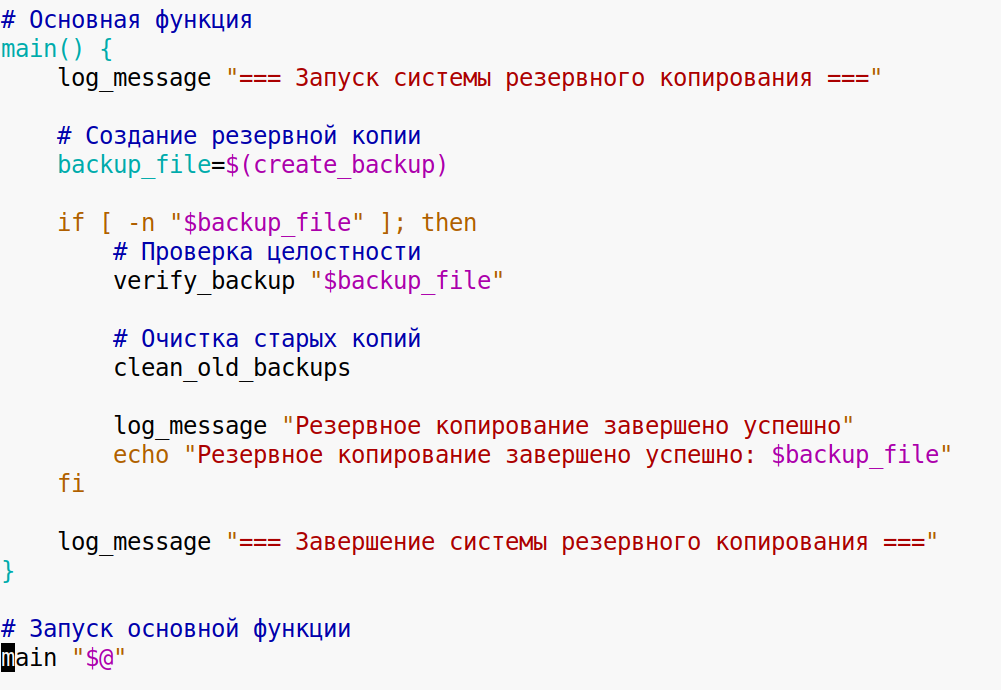 # Основная функция
main() {
    log_message "=== Запуск системы резервного копирования ==="

    # Создание резервной копии
    backup_file=$(create_backup)

    if [ -n "$backup_file" ]; then
        # Проверка целостности
        verify_backup "$backup_file"

        # Очистка старых копий
        clean_old_backups

        log_message "Резервное копирование завершено успешно"
        echo "Резервное копирование завершено успешно: $backup_file"
    fi

    log_message "=== Завершение системы резервного копирования ==="
}

# Запуск основной функции
main "$@"